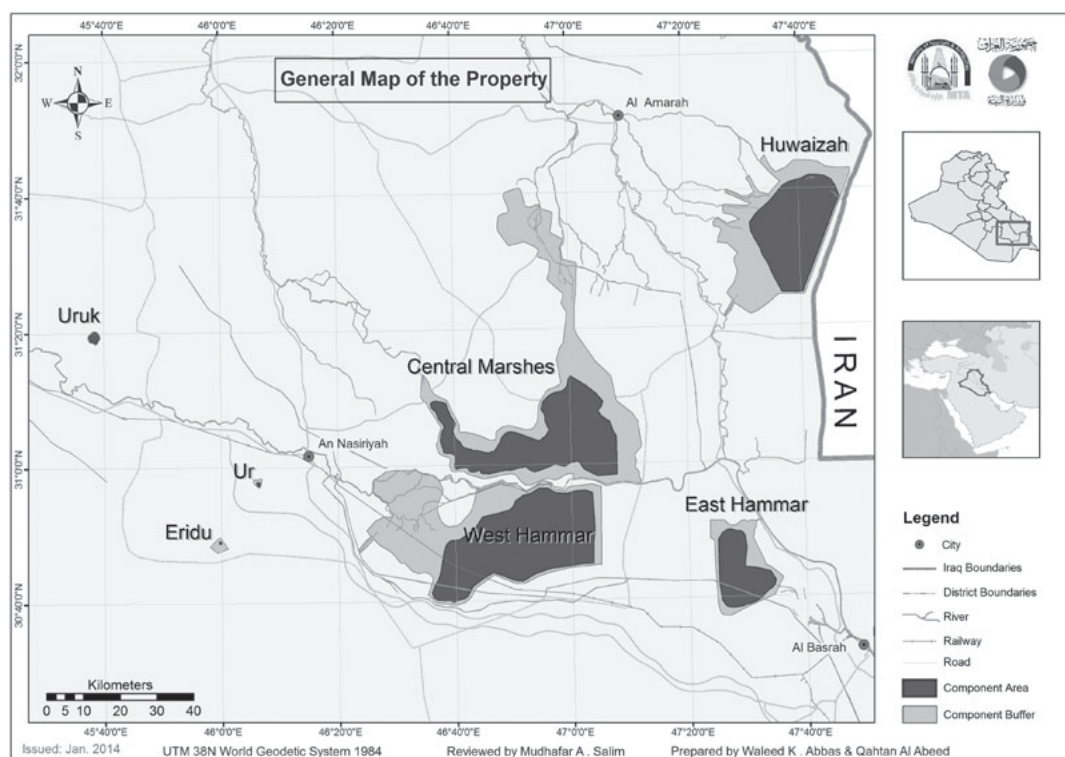 45°40'0"E 46°0'0"E 46°20'0"E 46°40'0"E 47°0'0"E 47°20'0"E 47°40'0"E
32°0'0"N
31°40'0"N
31°20'0"N
31°0'0"N
30°40'0"N
General Map of the Property
N
W E
S
Al Amarah
Huwaizah
Uruk
Central Marshes
IRAN
An Nasiriyah
Ur
Eridu
West Hammar
East Hammar
Al Basrah
Kilometers
0 5 10 20 30 40
45°40'0"E 46°0'0"E 46°20'0"E 46°40'0"E 47°0'0"E 47°20'0"E 47°40'0"E
Issued: Jan. 2014 UTM 38N World Geodetic System 1984 Reviewed by Mudhafar A . Salim Prepared by Waleed K . Abbas & Qahtan Al Abeed
MTA
جمهورية العراق
وزارة البيئة
Legend
City
Iraq Boundaries
District Boundaries
River
Railway
Road
Component Area
Component Buffer